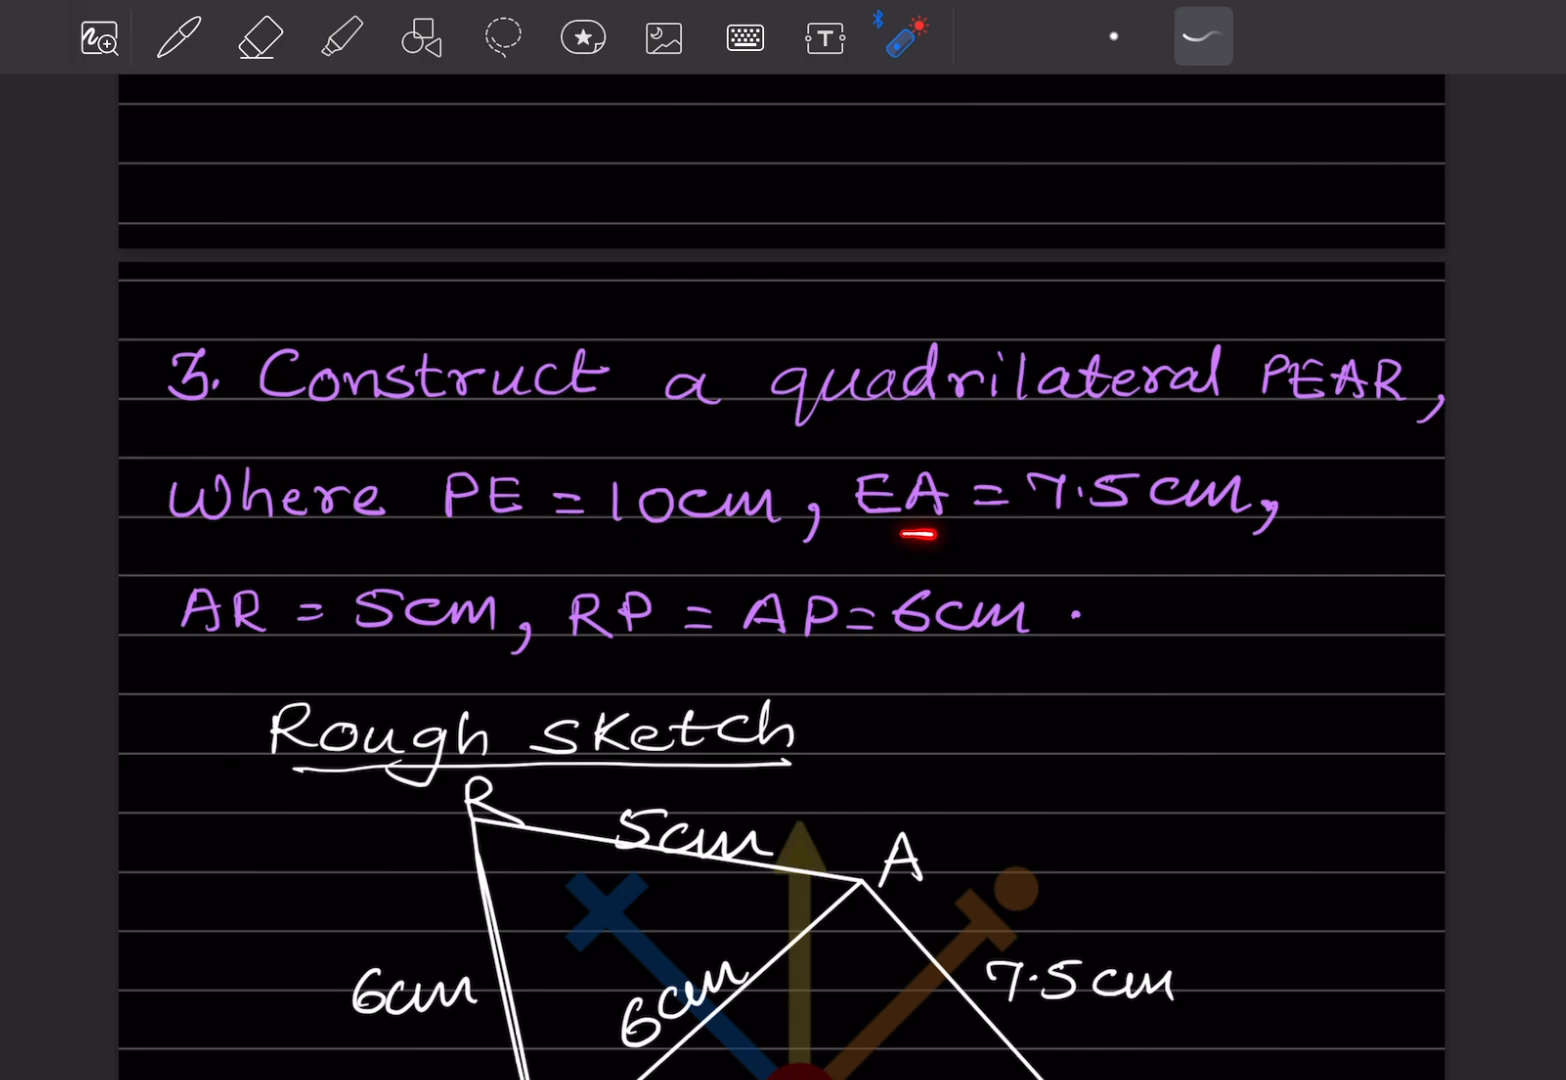 3. Construct a quadrilateral PEAR,
Where PE = 10cm, EA = 7.5cm,
AR = 5cm, RP = AP = 6cm.
Rough sketch
R
5cm
A
6cm
6cm
7.5cm
T